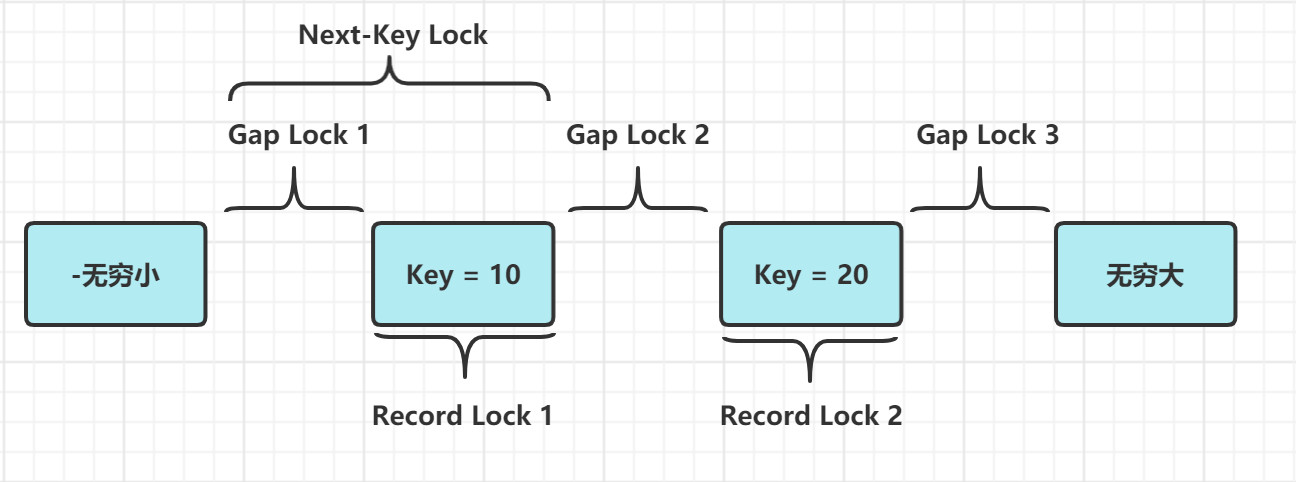 Next-Key Lock
Gap Lock 1
Gap Lock 2
Gap Lock 3
-无穷小
Key = 10
Key = 20
无穷大
Record Lock 1
Record Lock 2